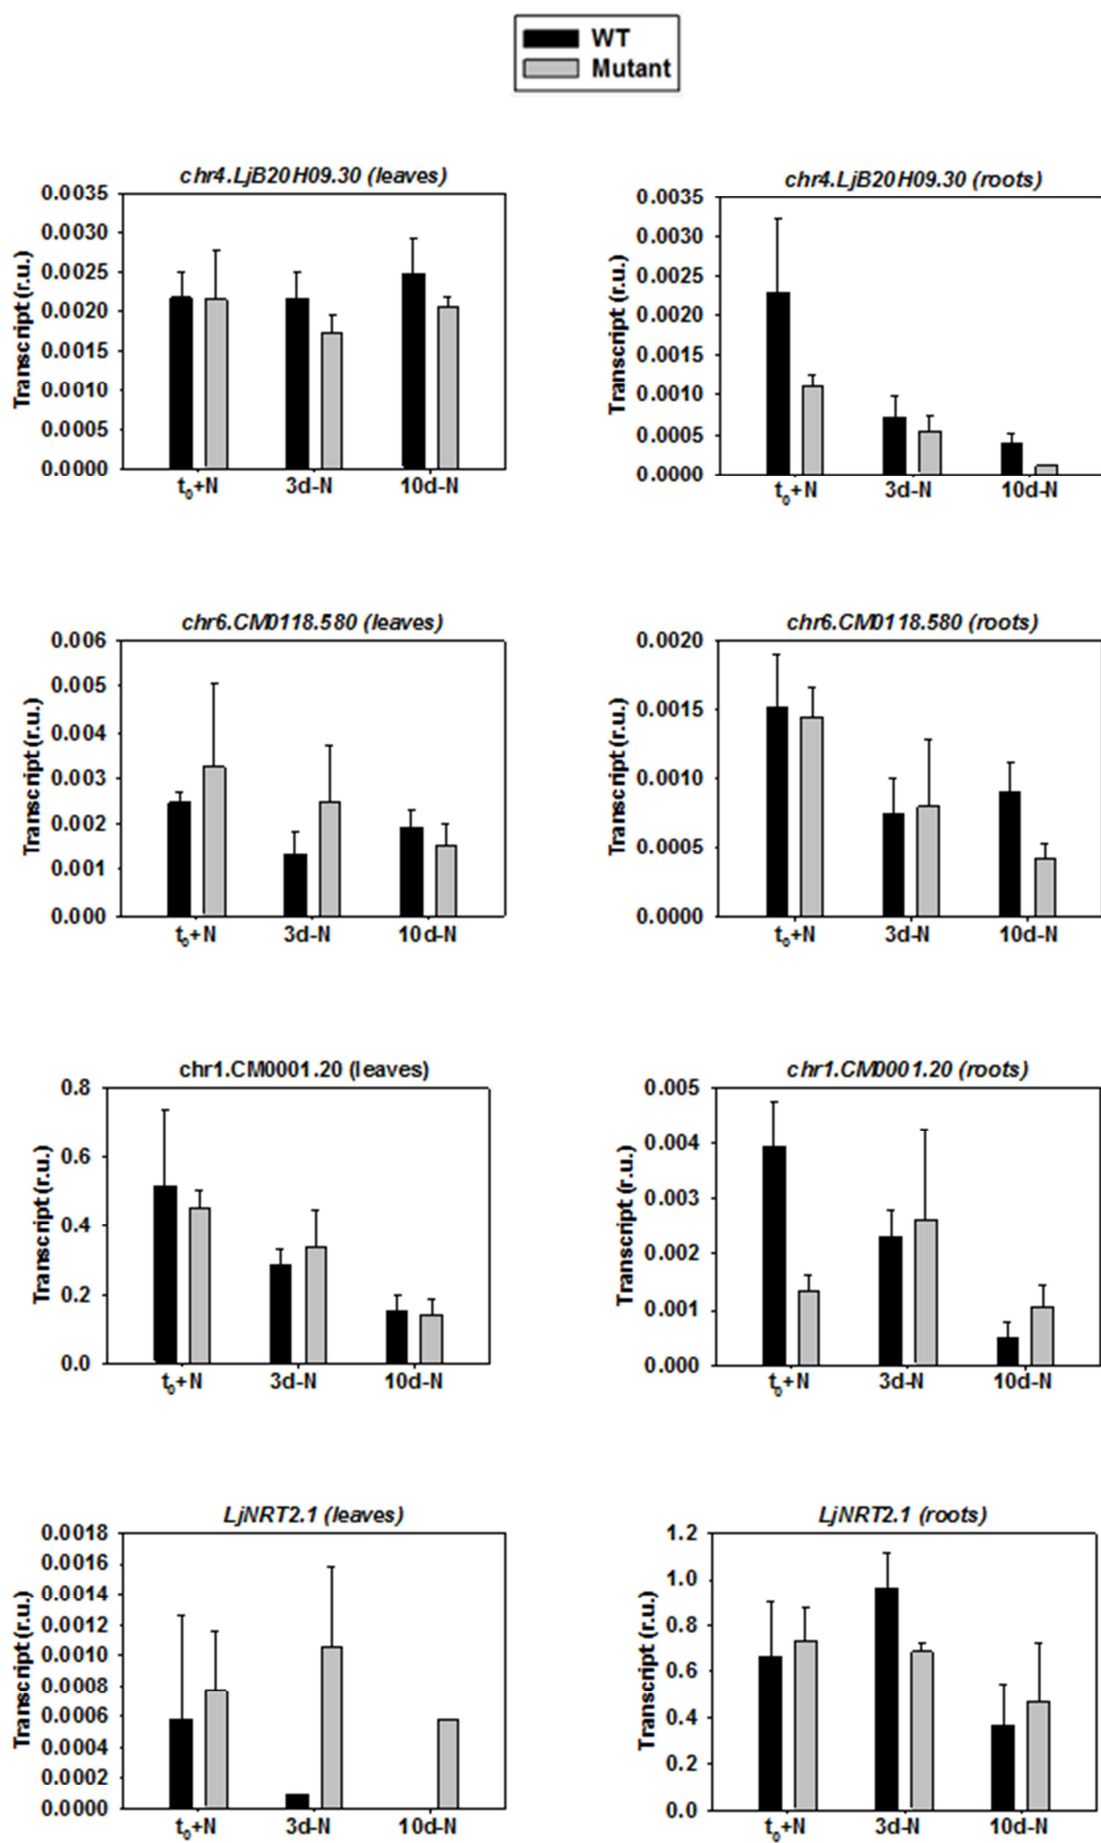 WT
Mutant
chr4.LjB20H09.30 (leaves)
0.0035
0.0030
0.0025
0.0020
0.0015
0.0010
0.0005
0.0000
Transcript (r.u.)
t₀+N 3d-N 10d-N
chr4.LjB20H09.30 (roots)
0.0035
0.0030
0.0025
0.0020
0.0015
0.0010
0.0005
0.0000
Transcript (r.u.)
t₀+N 3d-N 10d-N
chr6.CM0118.580 (leaves)
0.006
0.005
0.004
0.003
0.002
0.001
0.000
Transcript (r.u.)
t₀+N 3d-N 10d-N
chr6.CM0118.580 (roots)
0.0020
0.0015
0.0010
0.0005
0.0000
Transcript (r.u.)
t₀+N 3d-N 10d-N
chr1.CM0001.20 (leaves)
0.8
0.6
0.4
0.2
0.0
Transcript (r.u.)
t₀+N 3d-N 10d-N
chr1.CM0001.20 (roots)
0.005
0.004
0.003
0.002
0.001
0.000
Transcript (r.u.)
t₀+N 3d-N 10d-N
LjNRT2.1 (leaves)
0.0018
0.0016
0.0014
0.0012
0.0010
0.0008
0.0006
0.0004
0.0002
0.0000
Transcript (r.u.)
t₀+N 3d-N 10d-N
LjNRT2.1 (roots)
1.2
1.0
0.8
0.6
0.4
0.2
0.0
Transcript (r.u.)
t₀+N 3d-N 10d-N